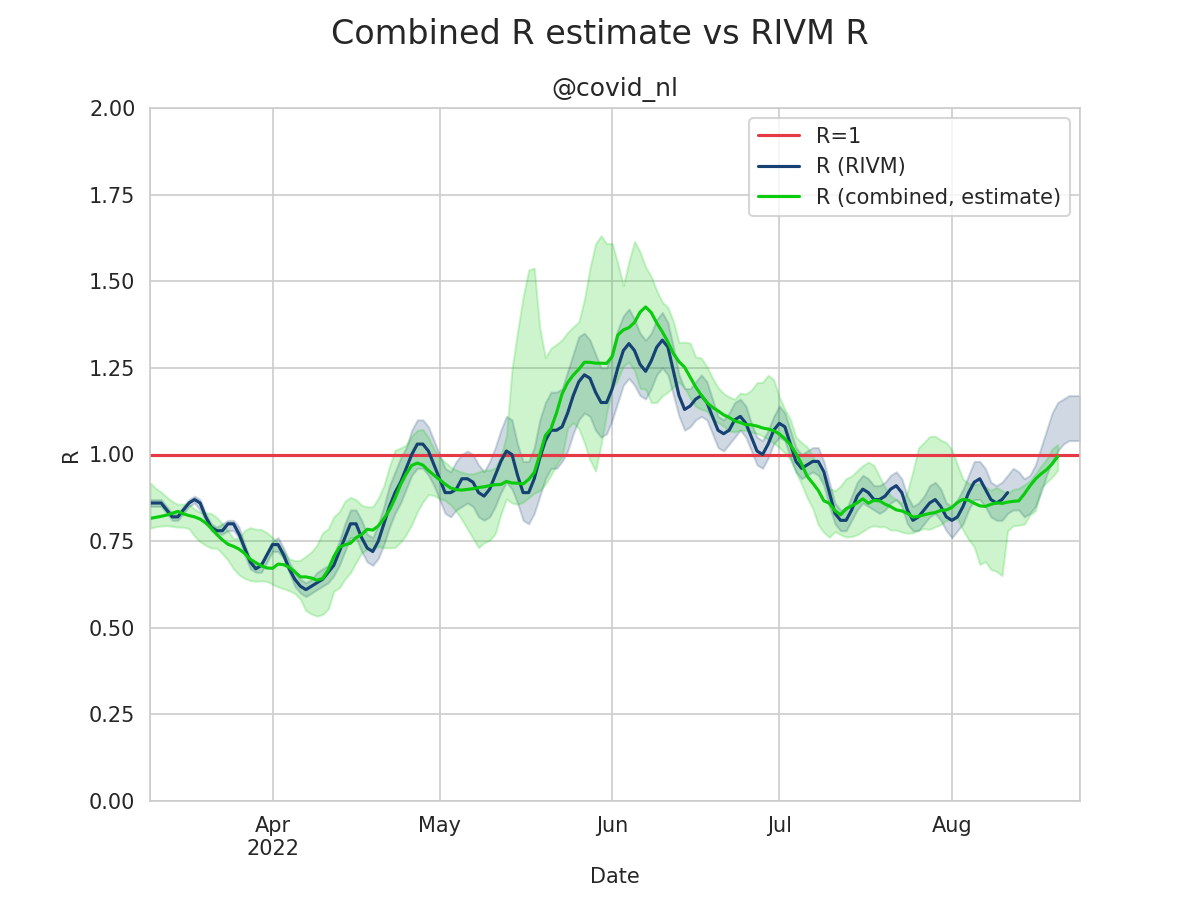 Combined R estimate vs RIVM R
@covid_nl
R=1
R (RIVM)
R (combined, estimate)
2.00
1.75
1.50
1.25
1.00
0.75
0.50
0.25
0.00
R
Apr
2022
May
Jun
Jul
Aug
Date